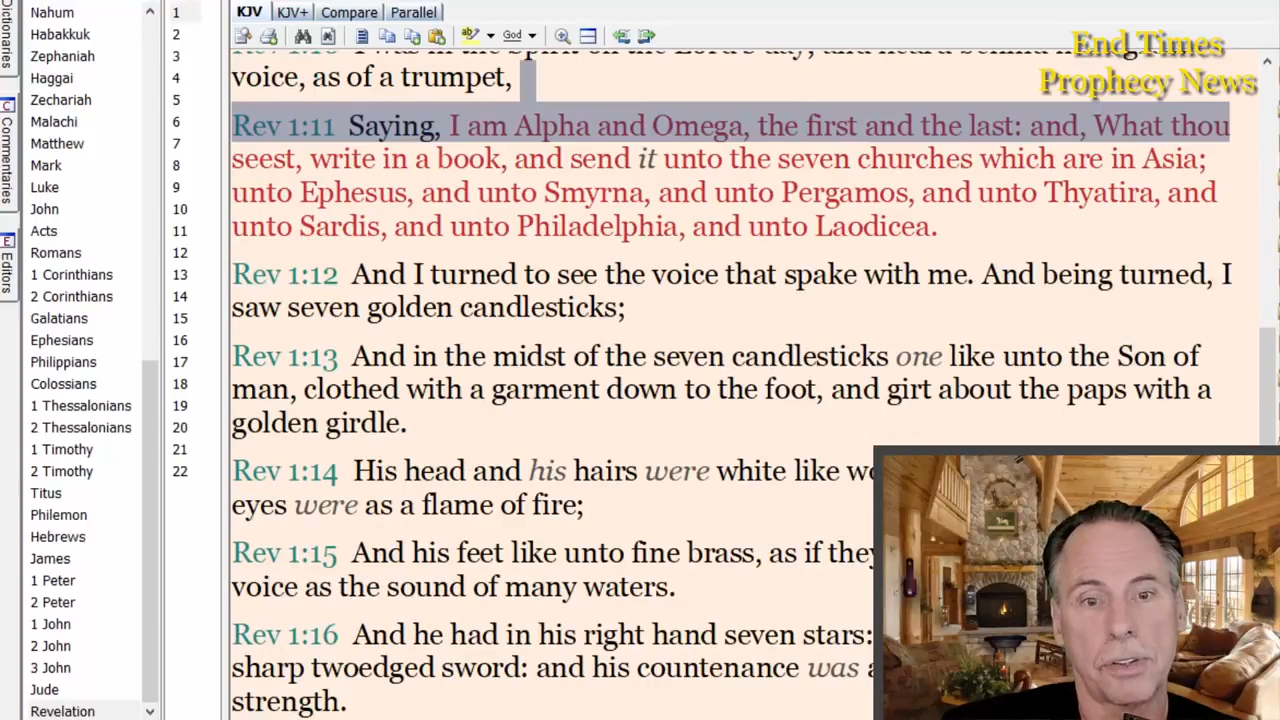 KJV KJV+ Compare Parallel
God
Dictionaries
Commentaries
Editors
Nahum
Habakkuk
Zephaniah
Haggai
Zechariah
Malachi
Matthew
Mark
Luke
John
Acts
Romans
1 Corinthians
2 Corinthians
Galatians
Ephesians
Philippians
Colossians
1 Thessalonians
2 Thessalonians
1 Timothy
2 Timothy
Titus
Philemon
Hebrews
James
1 Peter
2 Peter
1 John
2 John
3 John
Jude
Revelation
1
2
3
4
5
6
7
8
9
10
11
12
13
14
15
16
17
18
19
20
21
22
End Times
Prophecy News
voice, as of a trumpet,
Rev 1:11 Saying, I am Alpha and Omega, the first and the last: and, What thou
seest, write in a book, and send it unto the seven churches which are in Asia;
unto Ephesus, and unto Smyrna, and unto Pergamos, and unto Thyatira, and
unto Sardis, and unto Philadelphia, and unto Laodicea.
Rev 1:12 And I turned to see the voice that spake with me. And being turned, I
saw seven golden candlesticks;
Rev 1:13 And in the midst of the seven candlesticks one like unto the Son of
man, clothed with a garment down to the foot, and girt about the paps with a
golden girdle.
Rev 1:14 His head and his hairs were white like
eyes were as a flame of fire;
Rev 1:15 And his feet like unto fine brass, as if they
voice as the sound of many waters.
Rev 1:16 And he had in his right hand seven stars:
sharp twoedged sword: and his countenance was
strength.